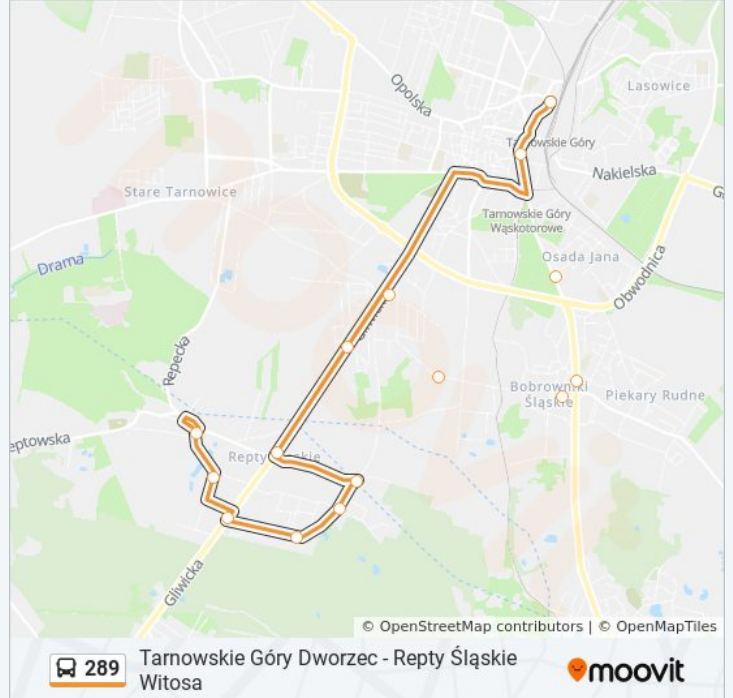 Opolska
Lasowice
Tarnowskie Góry
Nakielska
Stare Tarnowice
Tarnowskie Góry
Wąskotorowe
Drama
Osada Jana
Obwodnica
Repecka
Bobrowniki
Śląskie
Piekary Rudne
eptowska
Repty Śląskie
Gliwicka
© OpenStreetMap contributors | © OpenMapTiles
289
Tarnowskie Góry Dworzec - Repty Śląskie
Witosa
moovit